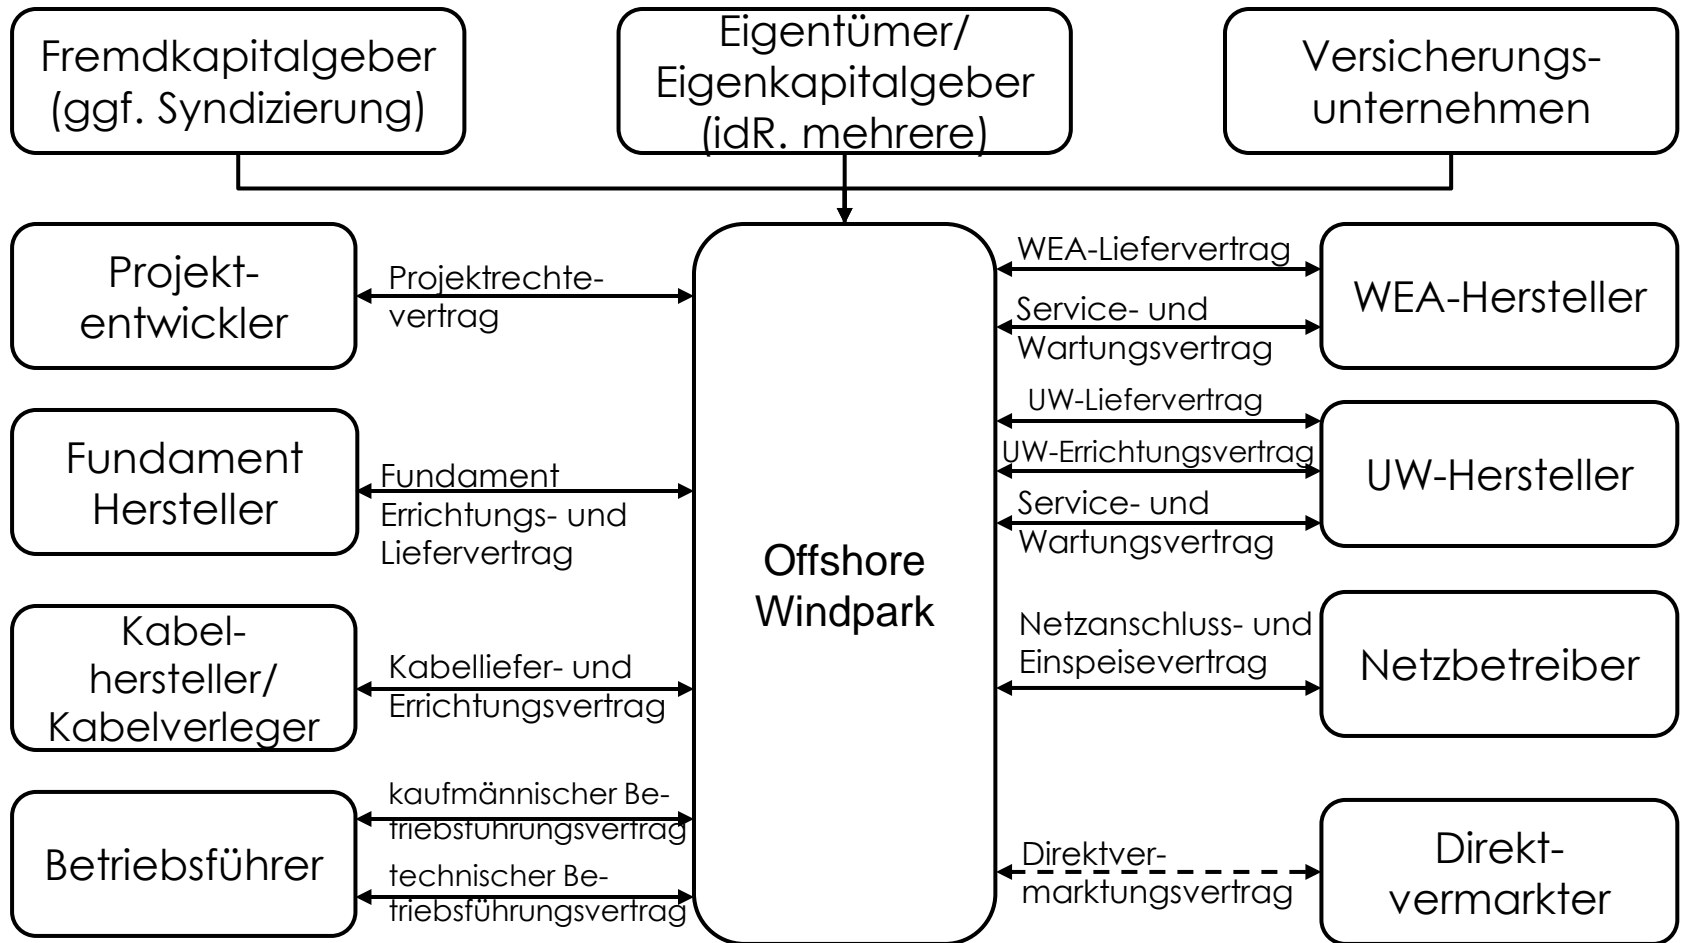 Fremdkapitalgeber
(ggf. Syndizierung)
Eigentümer/
Eigenkapitalgeber
(idR. mehrere)
Versicherungs-
unternehmen
Projekt-
entwickler
Projektrechte-
vertrag
Fundament
Hersteller
Fundament
Errichtungs- und
Liefervertrag
Kabel-
hersteller/
Kabelverleger
Kabelliefer- und
Errichtungsvertrag
Betriebsführer
kaufmännischer Be-
triebsführungsvertrag
technischer Be-
triebsführungsvertrag
Offshore
Windpark
WEA-Liefervertrag
Service- und
Wartungsvertrag
WEA-Hersteller
UW-Liefervertrag
UW-Errichtungsvertrag
Service- und
Wartungsvertrag
UW-Hersteller
Netzanschluss- und
Einspeisevertrag
Netzbetreiber
Direktver-
marktungsvertrag
Direkt-
vermarkter